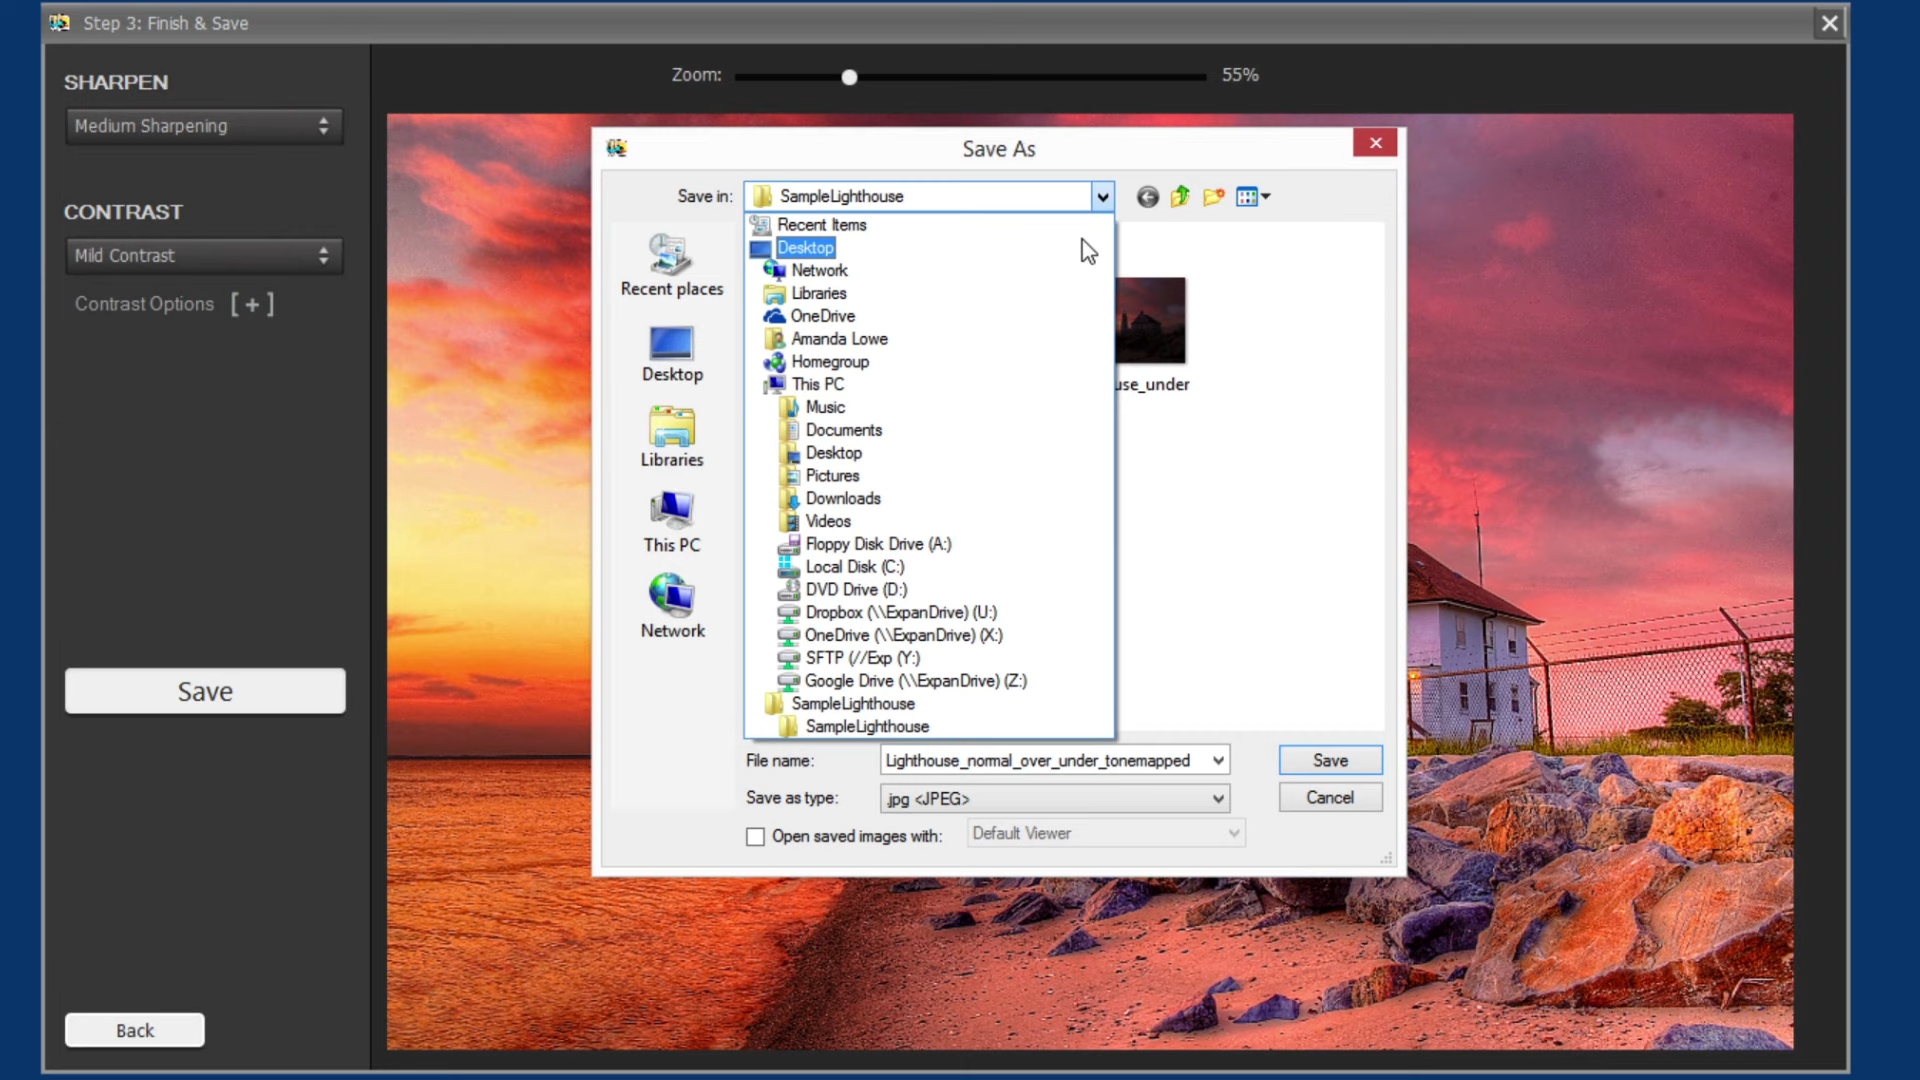 Step 3: Finish & Save
SHARPEN
Medium Sharpening
CONTRAST
Mild Contrast
Contrast Options [ + ]
Save
Back
Zoom:
55%
Save As
Save in:
SampleLighthouse
Recent places
Desktop
Libraries
This PC
Network
Recent Items
Desktop
Network
Libraries
OneDrive
Amanda Lowe
Homegroup
This PC
Music
Documents
Desktop
Pictures
Downloads
Videos
Floppy Disk Drive (A:)
Local Disk (C:)
DVD Drive (D:)
Dropbox (\\ExpanDrive) (U:)
OneDrive (\\ExpanDrive) (X:)
SFTP (//Exp (Y:)
Google Drive (\\ExpanDrive) (Z:)
SampleLighthouse
SampleLighthouse
use_under
File name:
Lighthouse_normal_over_under_tonemapped
Save
Save as type:
.jpg <JPEG>
Cancel
Open saved images with:
Default Viewer